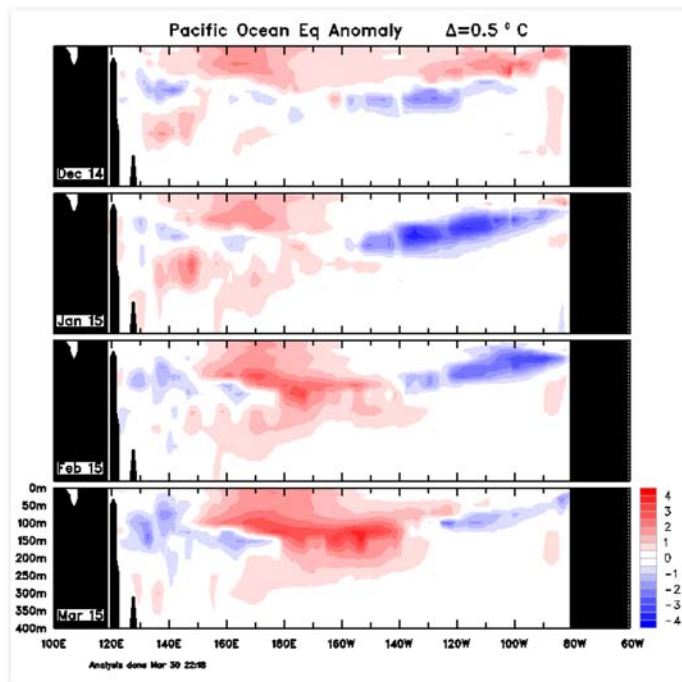 Pacific Ocean Eq Anomaly Δ=0.5 °C
Dec 14
Jan 15
Feb 15
0m
50m
100m
150m
200m
250m
300m
350m
400m
Mar 15
4
3
2
1
0
-1
-2
-3
-4
100E 120E 140E 160E 180E 160W 140W 120W 100W 80W 60W
Analysis done Mar 30 22:18